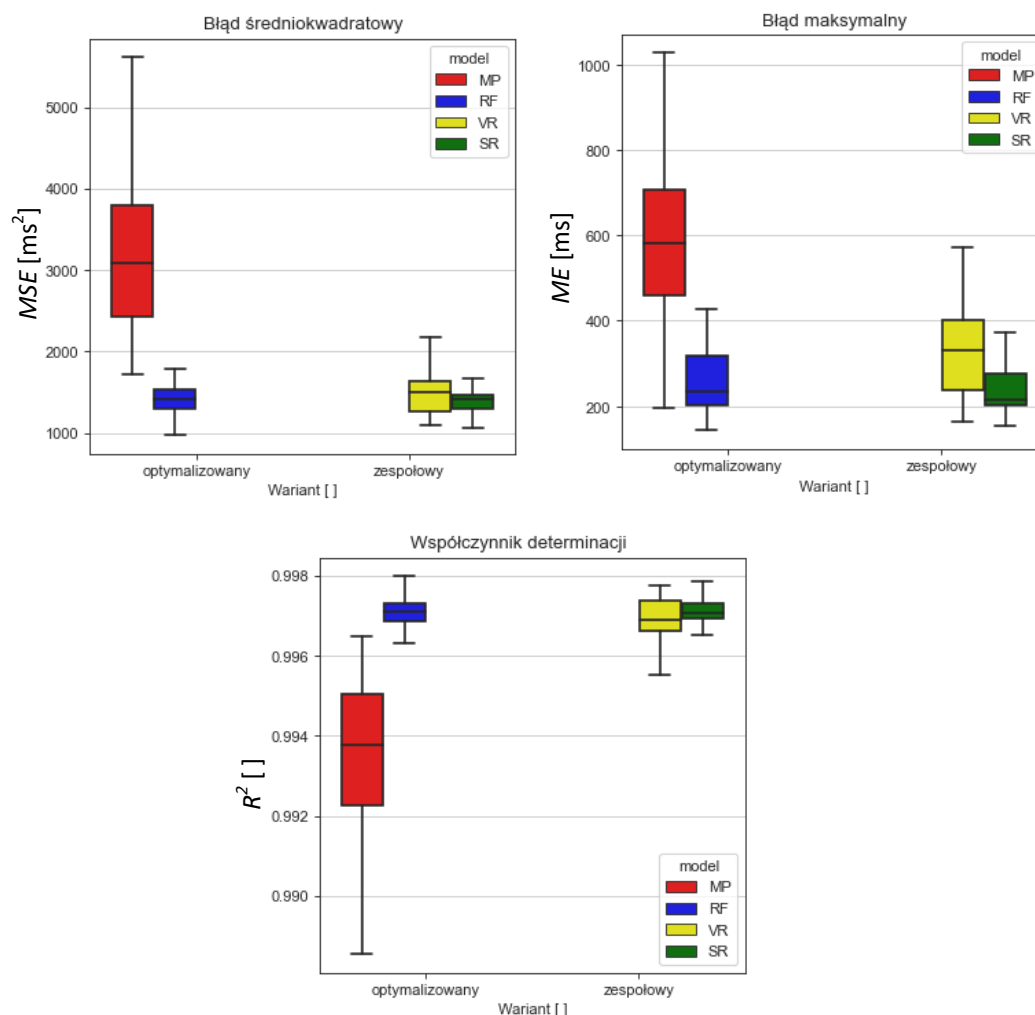 Błąd średniokwadratowy
MSE [ms²]
5000
4000
3000
2000
1000
model
MP
RF
VR
SR
optymalizowany
zespołowy
Wariant [ ]
Błąd maksymalny
ME [ms]
1000
800
600
400
200
model
MP
RF
VR
SR
optymalizowany
zespołowy
Wariant [ ]
Współczynnik determinacji
R² [ ]
0.998
0.996
0.994
0.992
0.990
model
MP
RF
VR
SR
optymalizowany
zespołowy
Wariant [ ]